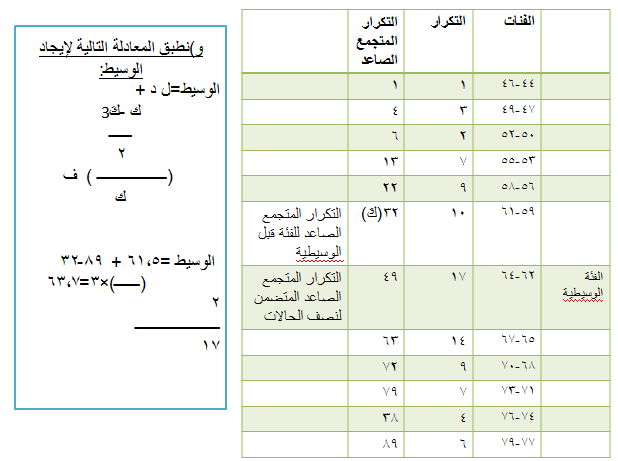 و)نطبق المعادلة التالية لإيجاد
الوسيط:
الوسيط=ل د +
ك -ك3
٢
( ) ف
ك
الوسيط =٦١،٥ + ٨٩-٣٢
( )×٣=٦٣،٧
٢
١٧
الفئات التكرار التكرار المتجمع الصاعد
٤٤-٤٦ ١ ١
٤٧-٤٩ ٣ ٤
٥٠-٥٢ ٢ ٦
٥٣-٥٥ ٧ ١٣
٥٦-٥٨ ٩ ٢٢
٥٩-٦١ ١٠ ٣٢(ك) التكرار المتجمع
الصاعد للفئة قبل
الوسيطية
الفئة الوسيطية ٦٢-٦٤ ١٧ ٤٩ التكرار المتجمع
الصاعد المتضمن
لنصف الحالات
٦٥-٦٧ ١٤ ٦٣
٦٨-٧٠ ٩ ٧٢
٧١-٧٣ ٧ ٧٩
٧٤-٧٦ ٤ ٣٨
٧٧-٧٩ ٦ ٨٩